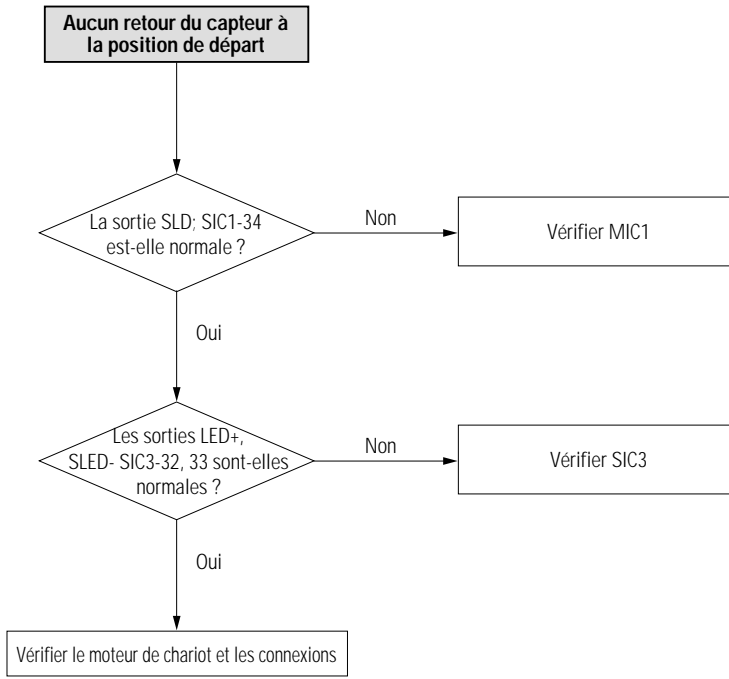 Aucun retour du capteur à
la position de départ
La sortie SLD; SIC1-34
est-elle normale ?
Non
Vérifier MIC1
Oui
Les sorties LED+,
SLED- SIC3-32, 33 sont-elles
normales ?
Non
Vérifier SIC3
Oui
Vérifier le moteur de chariot et les connexions